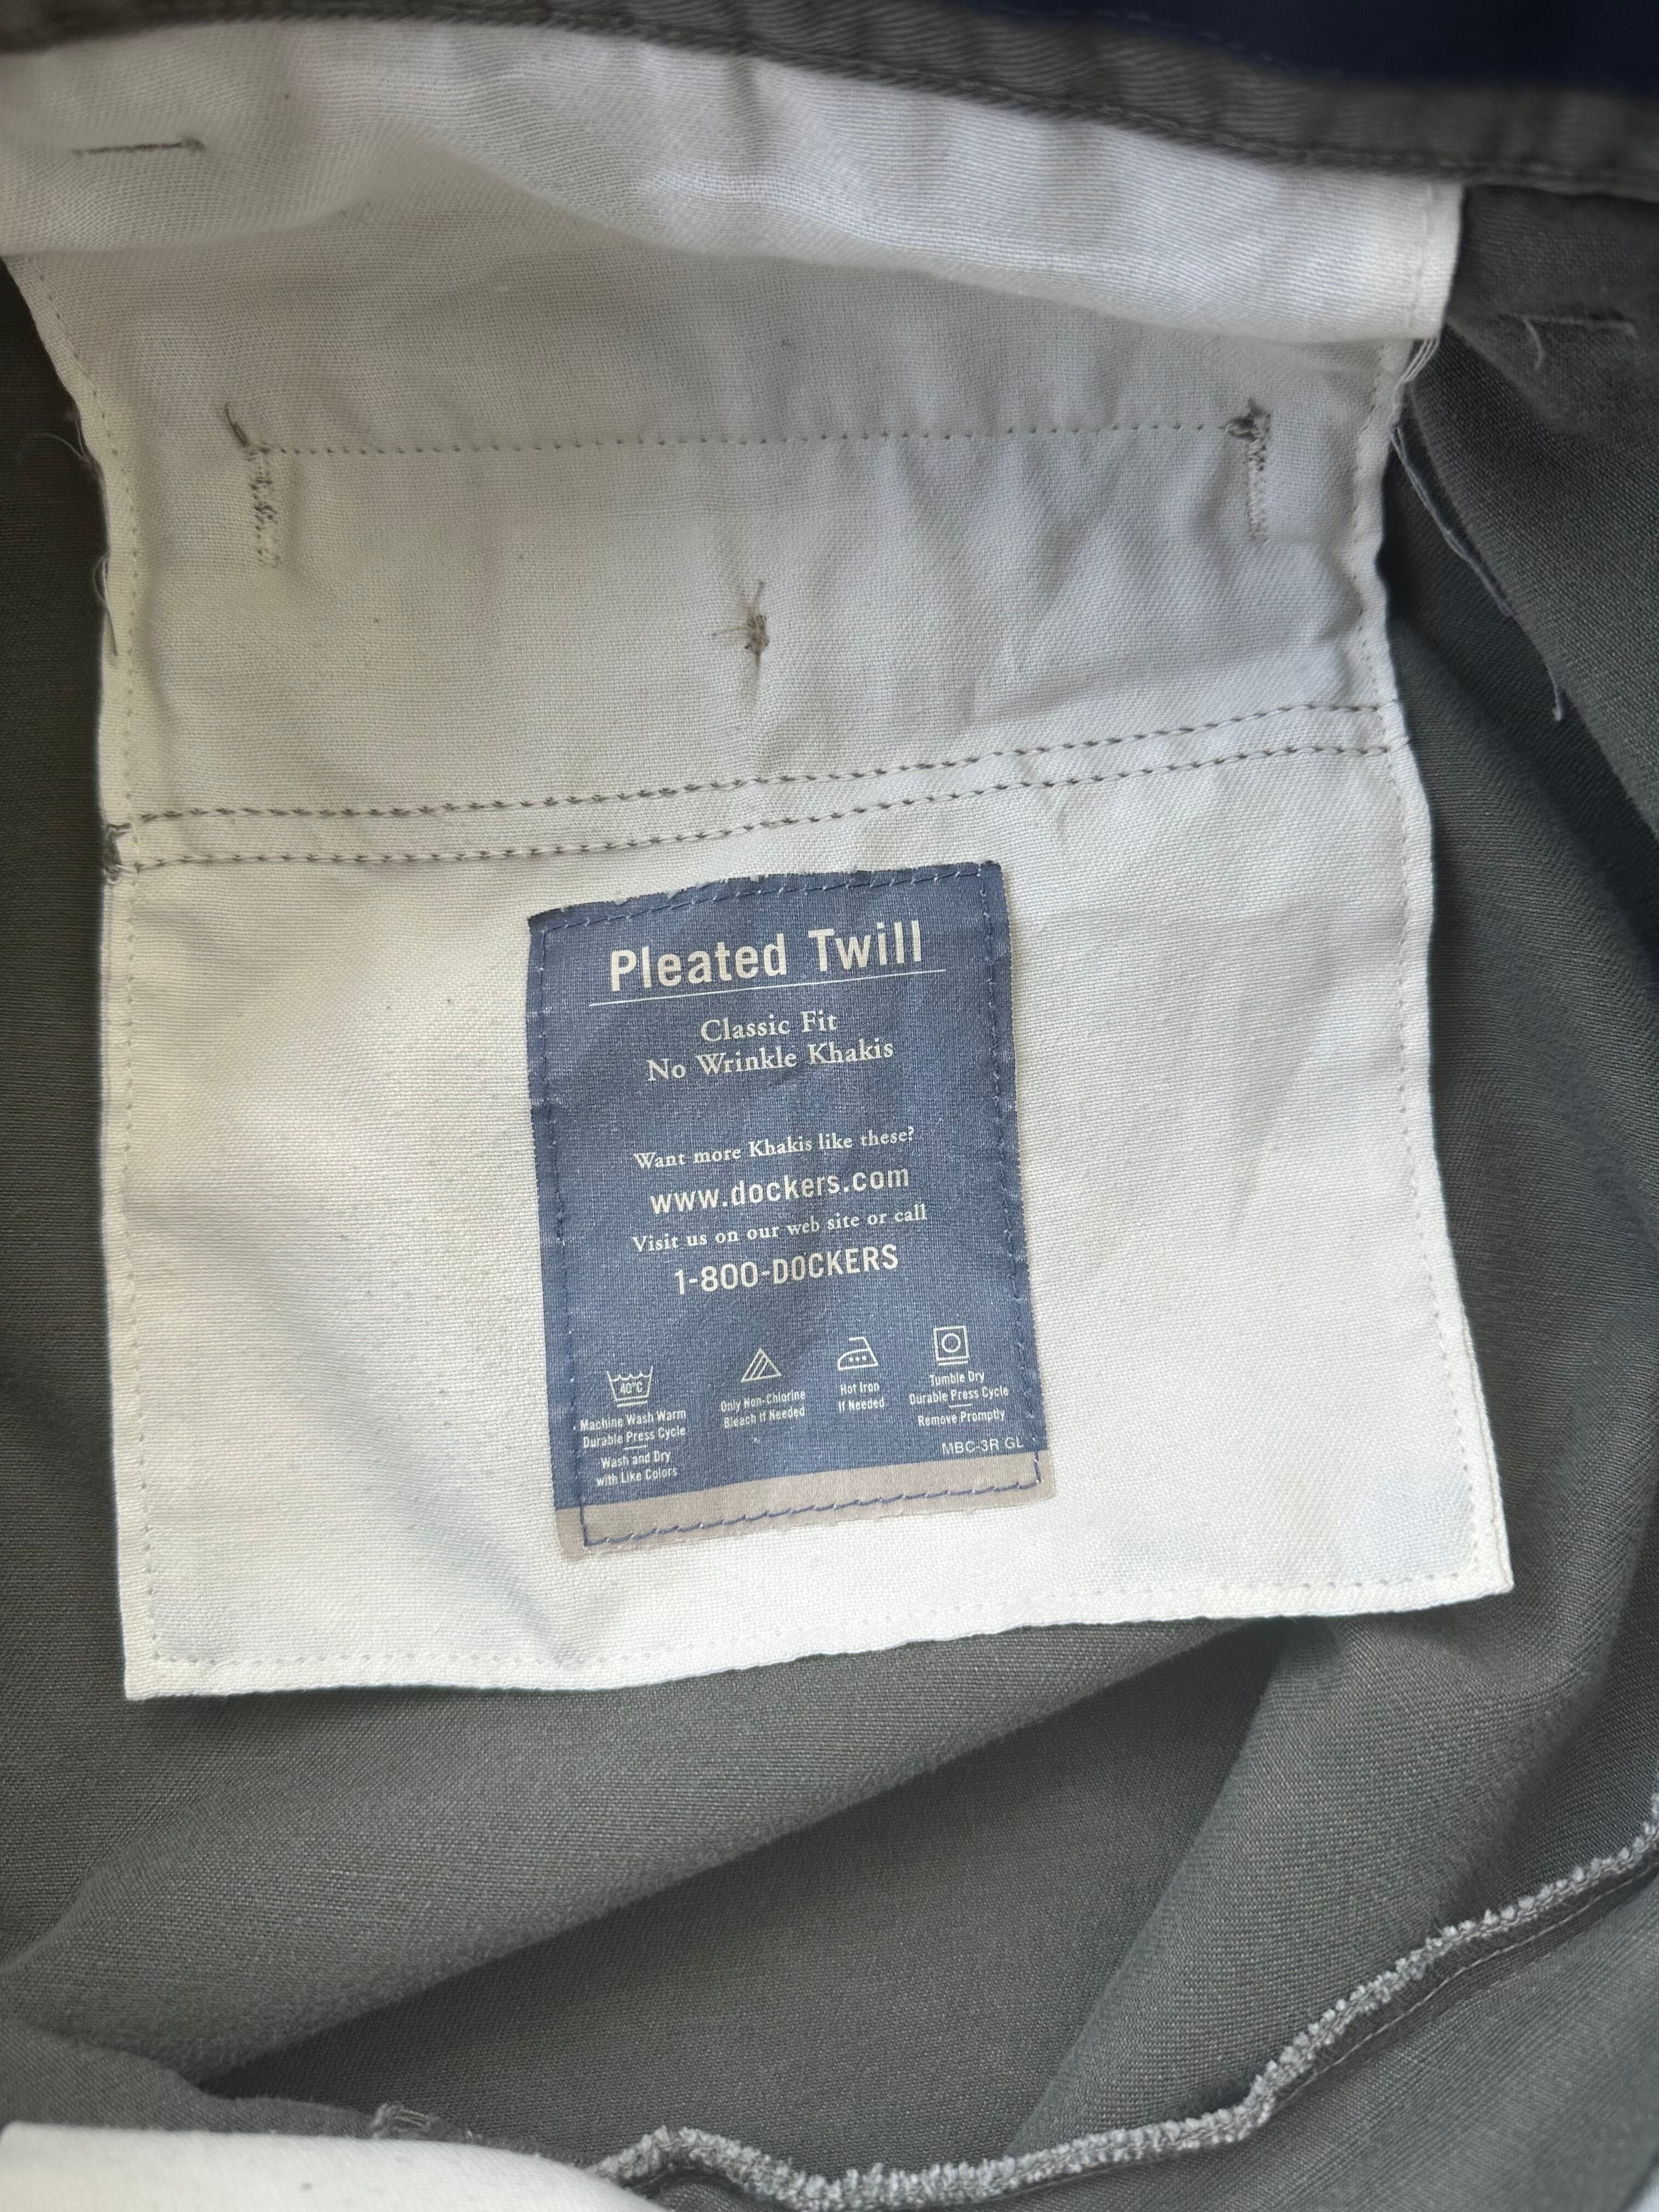 Pleated Twill
Classic Fit
No Wrinkle Khakis
Want more Khakis like these?
www.dockers.com
Visit us on our web site or call
1-800-DOCKERS
40°C
Machine Wash Warm
Durable Press Cycle
Wash and Dry
with Like Colors
Only Non-Chlorine
Bleach If Needed
Hot Iron
If Needed
Tumble Dry
Durable Press Cycle
Remove Promptly
MBC-3R GL